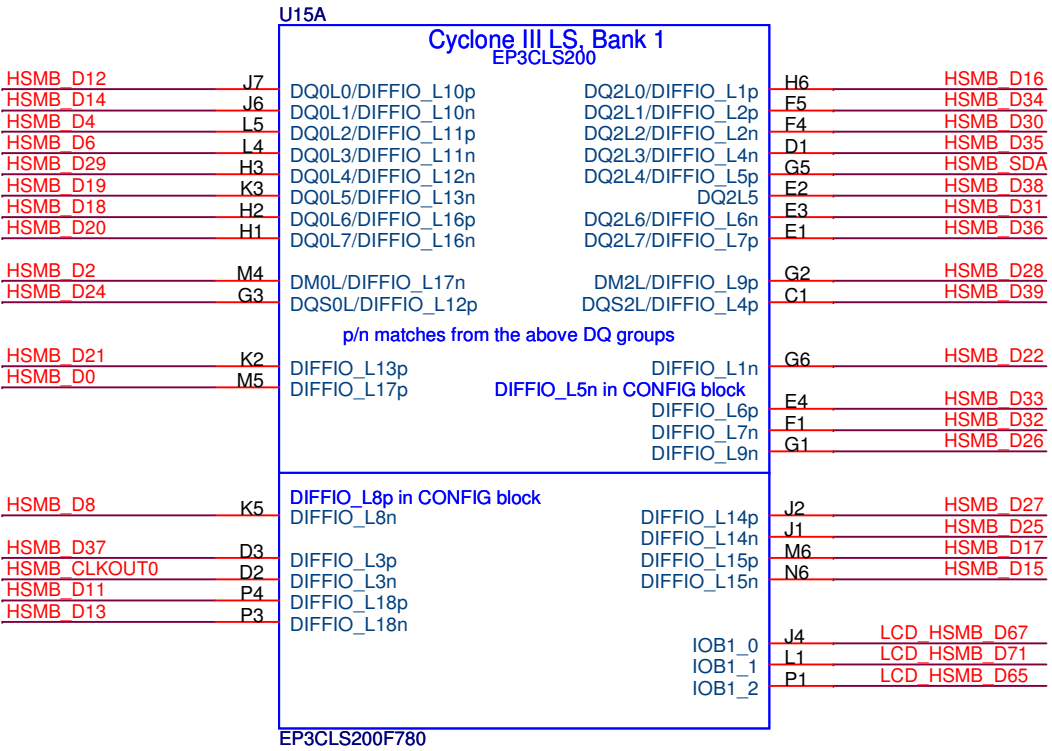 U15A
Cyclone III LS, Bank 1
EP3CLS200
HSMB_D12 J7 DQ0L0/DIFFIO_L10p DQ2L0/DIFFIO_L1p H6 HSMB_D16
HSMB_D14 J6 DQ0L1/DIFFIO_L10n DQ2L1/DIFFIO_L2p F5 HSMB_D34
HSMB_D4 L5 DQ0L2/DIFFIO_L11p DQ2L2/DIFFIO_L2n F4 HSMB_D30
HSMB_D6 L4 DQ0L3/DIFFIO_L11n DQ2L3/DIFFIO_L4n D1 HSMB_D35
HSMB_D29 H3 DQ0L4/DIFFIO_L12n DQ2L4/DIFFIO_L5p G5 HSMB_SDA
HSMB_D19 K3 DQ0L5/DIFFIO_L13n DQ2L5 E2 HSMB_D38
HSMB_D18 H2 DQ0L6/DIFFIO_L16p DQ2L6/DIFFIO_L6n E3 HSMB_D31
HSMB_D20 H1 DQ0L7/DIFFIO_L16n DQ2L7/DIFFIO_L7p E1 HSMB_D36
HSMB_D2 M4 DM0L/DIFFIO_L17n DM2L/DIFFIO_L9p G2 HSMB_D28
HSMB_D24 G3 DQS0L/DIFFIO_L12p DQS2L/DIFFIO_L4p C1 HSMB_D39
p/n matches from the above DQ groups
HSMB_D21 K2 DIFFIO_L13p DIFFIO_L1n G6 HSMB_D22
HSMB_D0 M5 DIFFIO_L17p DIFFIO_L5n in CONFIG block
DIFFIO_L6p E4 HSMB_D33
DIFFIO_L7n F1 HSMB_D32
DIFFIO_L9n G1 HSMB_D26
DIFFIO_L8p in CONFIG block
HSMB_D8 K5 DIFFIO_L8n DIFFIO_L14p J2 HSMB_D27
DIFFIO_L14n J1 HSMB_D25
HSMB_D37 D3 DIFFIO_L3p DIFFIO_L15p M6 HSMB_D17
HSMB_CLKOUT0 D2 DIFFIO_L3n DIFFIO_L15n N6 HSMB_D15
HSMB_D11 P4 DIFFIO_L18p
HSMB_D13 P3 DIFFIO_L18n
IOB1_0 J4 LCD_HSMB_D67
IOB1_1 L1 LCD_HSMB_D71
IOB1_2 P1 LCD_HSMB_D65
EP3CLS200F780